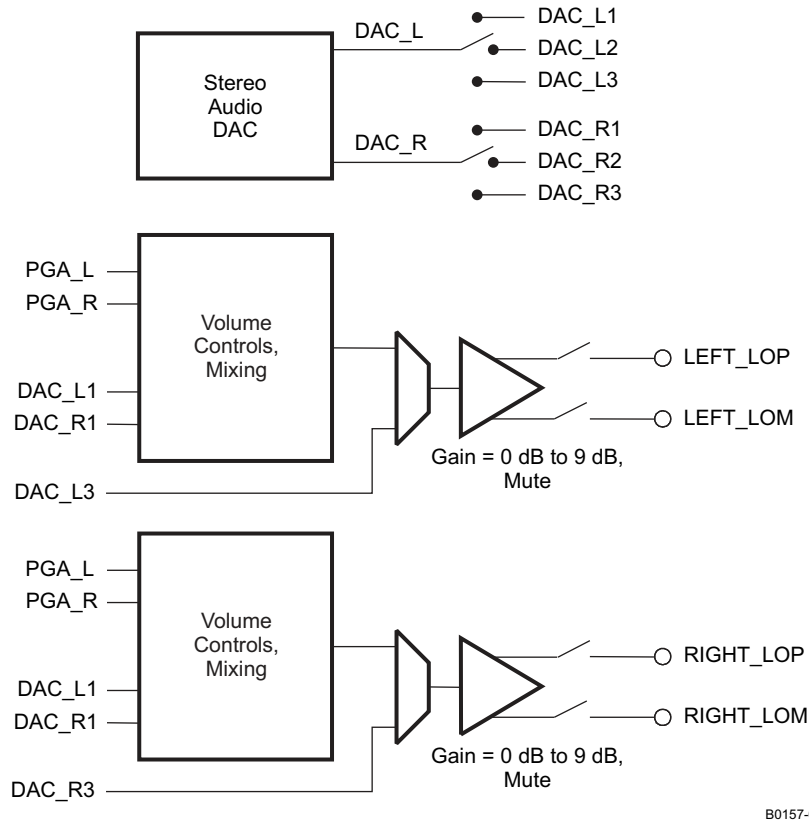 DAC_L
DAC_L1
DAC_L2
DAC_L3
Stereo
Audio
DAC
DAC_R
DAC_R1
DAC_R2
DAC_R3
PGA_L
PGA_R
DAC_L1
DAC_R1
DAC_L3
Volume
Controls,
Mixing
LEFT_LOP
LEFT_LOM
Gain = 0 dB to 9 dB,
Mute
PGA_L
PGA_R
DAC_L1
DAC_R1
DAC_R3
Volume
Controls,
Mixing
RIGHT_LOP
RIGHT_LOM
Gain = 0 dB to 9 dB,
Mute